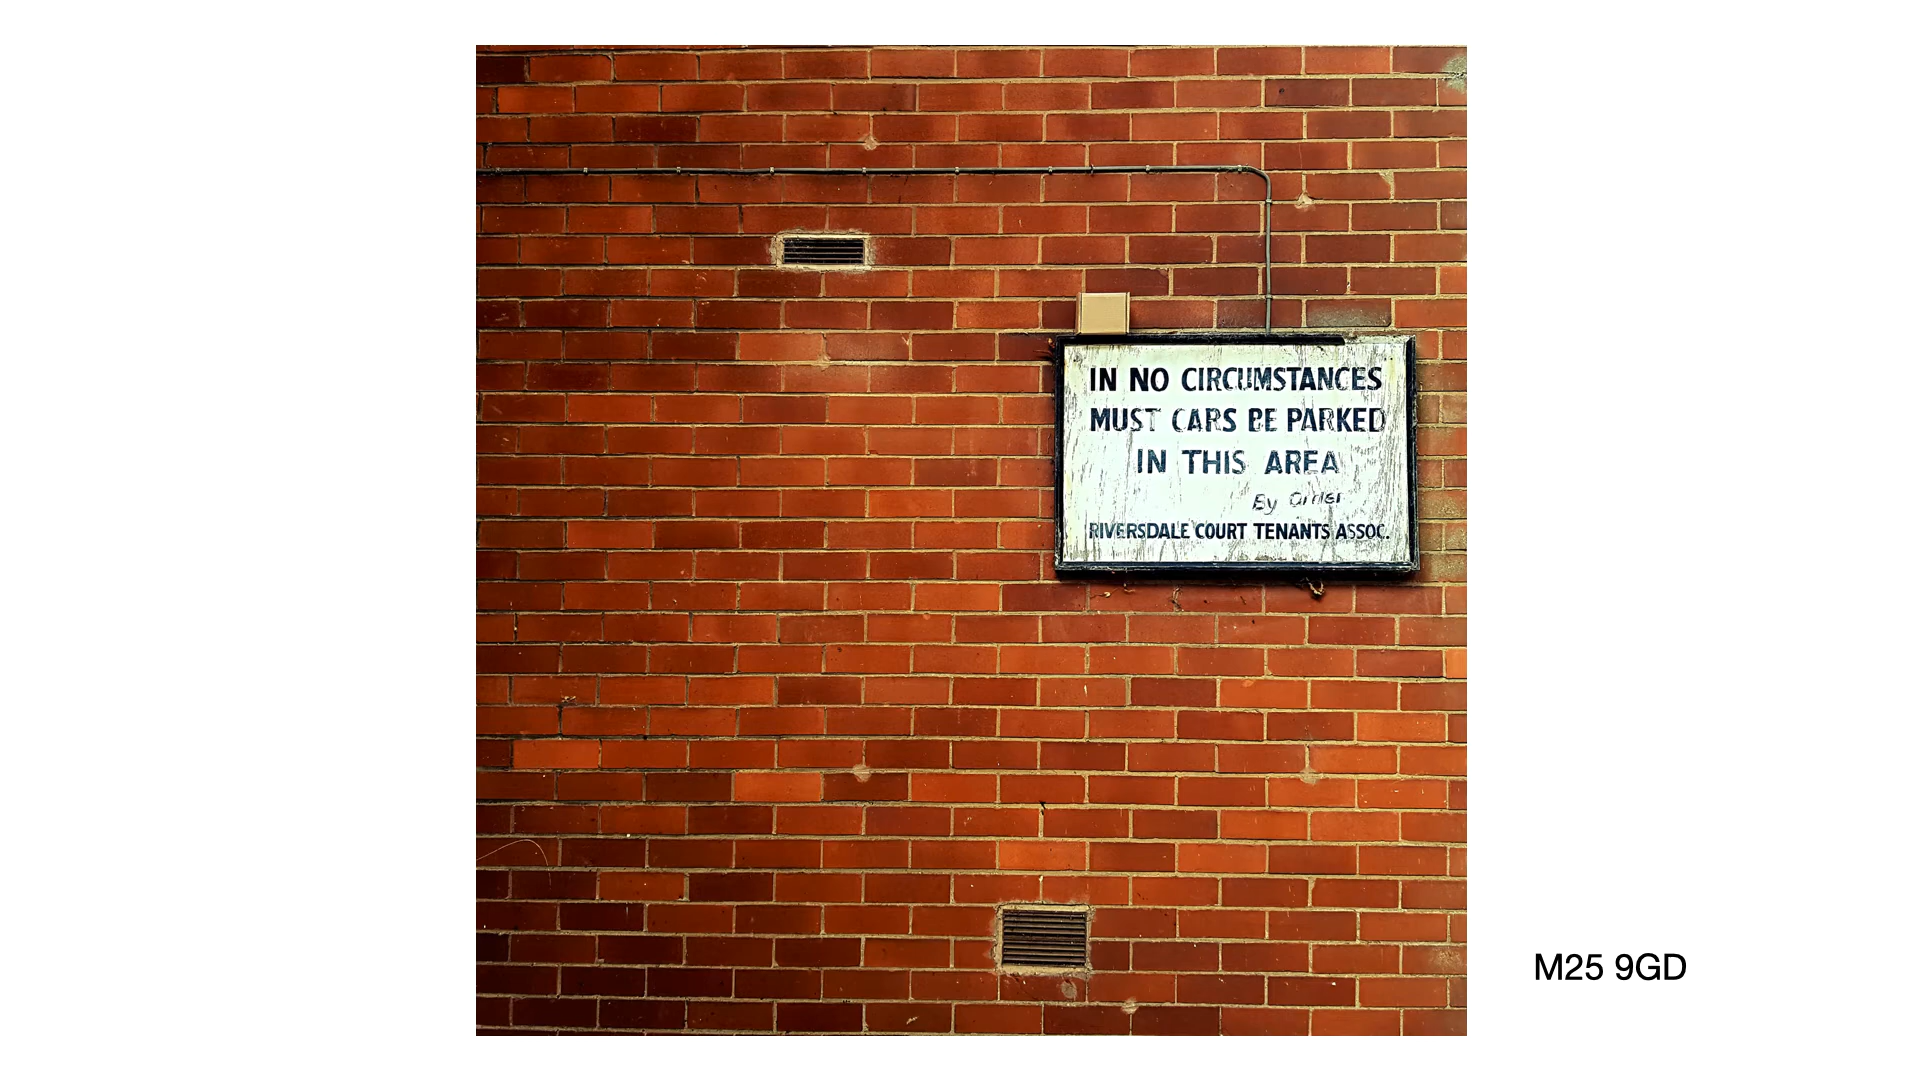 IN NO CIRCUMSTANCES
MUST CARS BE PARKED
IN THIS AREA
By Order
RIVERSDALE COURT TENANTS ASSOC.
M25 9GD